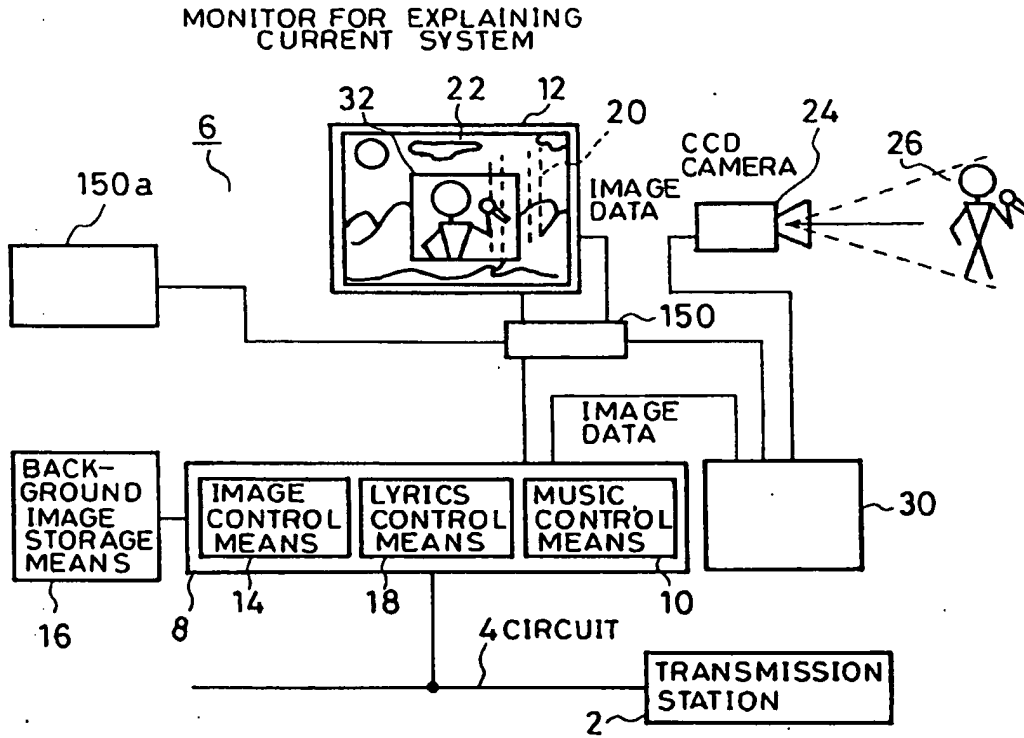 MONITOR FOR EXPLAINING
CURRENT SYSTEM
32
22
12
20
24
6
CCD
CAMERA
26
150a
IMAGE
DATA
150
IMAGE
DATA
BACK-
GROUND
IMAGE
STORAGE
MEANS
IMAGE
CONTROL
MEANS
LYRICS
CONTROL
MEANS
MUSIC
CONTROL
MEANS
30
16
8
14
18
10
4 CIRCUIT
TRANSMISSION
STATION
2